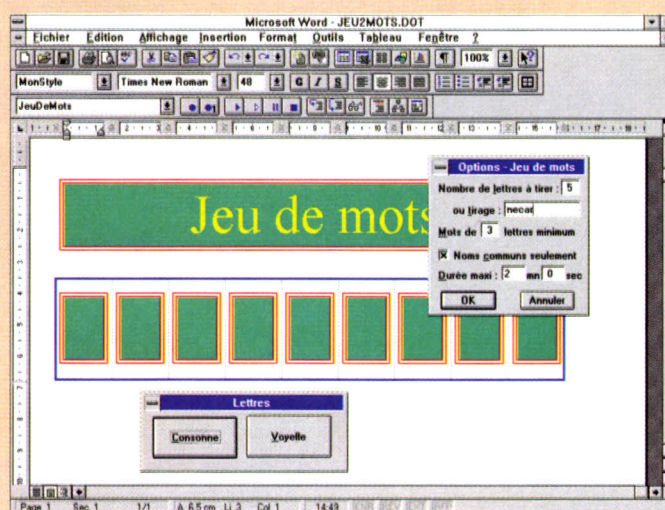 Microsoft Word - JEU2MOTS.DOT
Fichier Edition Affichage Insertion Format Outils Tableau Fenêtre ?
100%
MonStyle Times New Roman 48 G I S
JeuDeMots
Jeu de mots
Options - Jeu de mots
Nombre de lettres à tirer : 5
ou tirage : necat
Mots de 3 lettres minimum
Noms communs seulement
Durée maxi : 2 mn 0 sec
OK Annuler
Lettres
Consonne Voyelle
Page 1 Sec 1 1/1 A 6.5 cm Li 3 Col 1 14:49